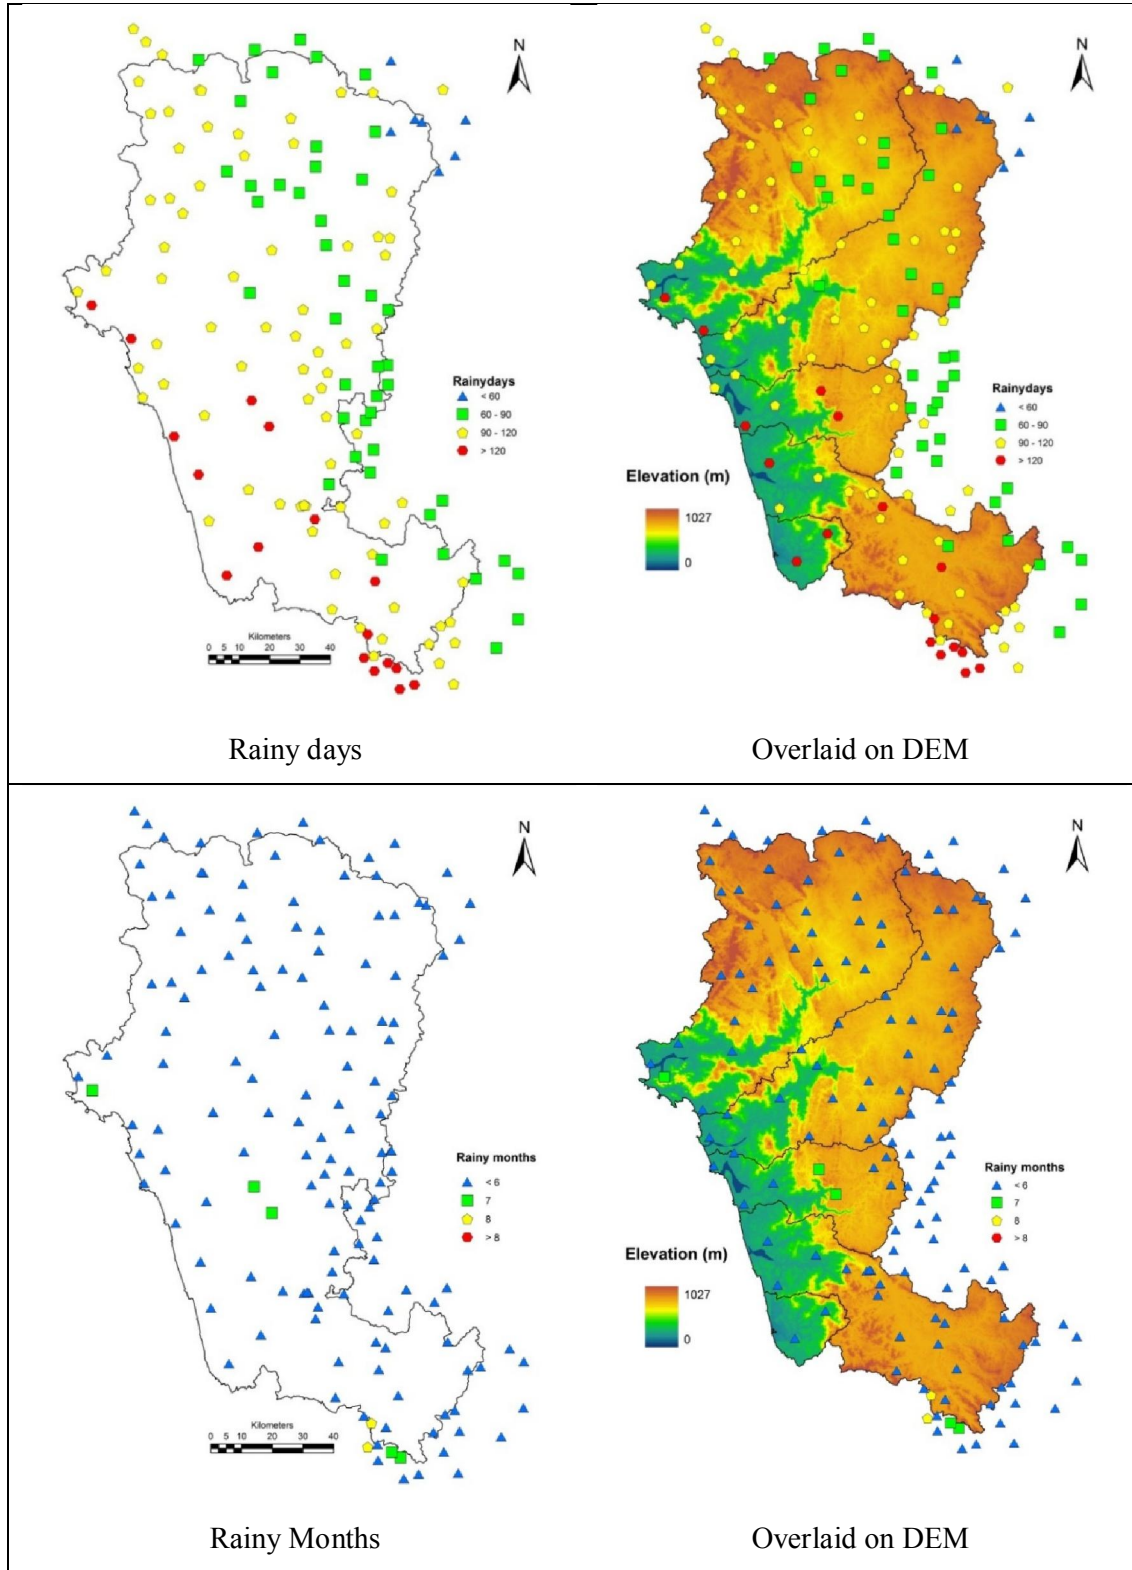 N
Rainydays
< 60
60 - 90
90 - 120
> 120
Kilometers
0 5 10 20 30 40
Rainy days
N
Rainydays
< 60
60 - 90
90 - 120
> 120
Elevation (m)
1027
0
Overlaid on DEM
N
Rainy months
< 6
7
8
> 8
Kilometers
0 5 10 20 30 40
Rainy Months
N
Rainy months
< 6
7
8
> 8
Elevation (m)
1027
0
Overlaid on DEM